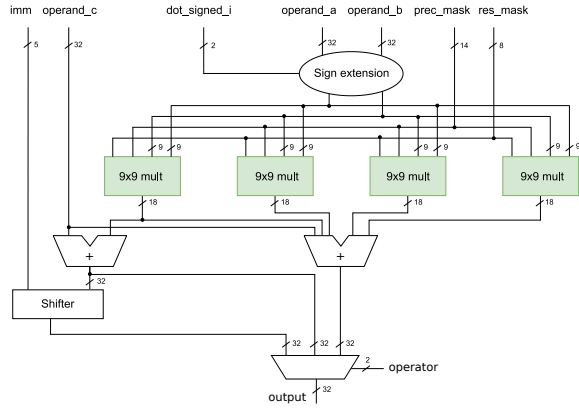 imm operand_c dot_signed_i operand_a operand_b prec_mask res_mask
5 32 2 32 32 14 8
Sign extension
9 9 9 9 9 9 9 9
9x9 mult 9x9 mult 9x9 mult 9x9 mult
18 18 18 18
+ +
32
Shifter
32 32 32
2
operator
output 32